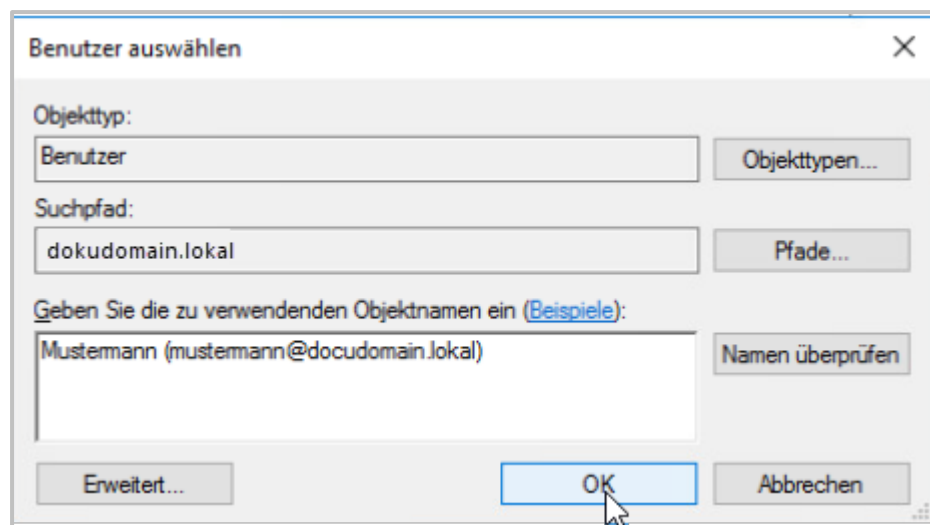 Benutzer auswählen
Objekttyp:
Benutzer
Objekttypen...
Suchpfad:
dokudomain.lokal
Pfade...
Geben Sie die zu verwendenden Objektnamen ein (Beispiele):
Mustermann (mustermann@docudomain.lokal)
Namen überprüfen
Erweitert...
OK
Abbrechen